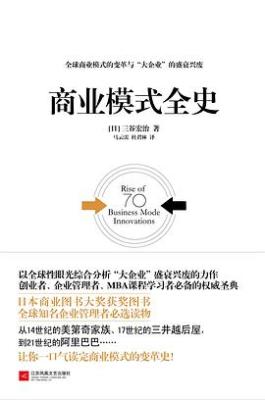 全球商业模式的变革与“大企业”的盛衰兴废
商业模式全史
[日] 三谷宏治 著
马云雷 杜君林 译
Rise of
70
Business Mode
Innovations
以全球性眼光综合分析“大企业”盛衰兴废的力作
创业者、企业管理者、MBA课程学习者必备的权威圣典
日本商业图书大奖获奖图书
全球知名企业管理者必选读物
从14世纪的美第奇家族、17世纪的三井越后屋，
到21世纪的阿里巴巴……
让你一口气读完商业模式的变革史！
江苏凤凰文艺出版社